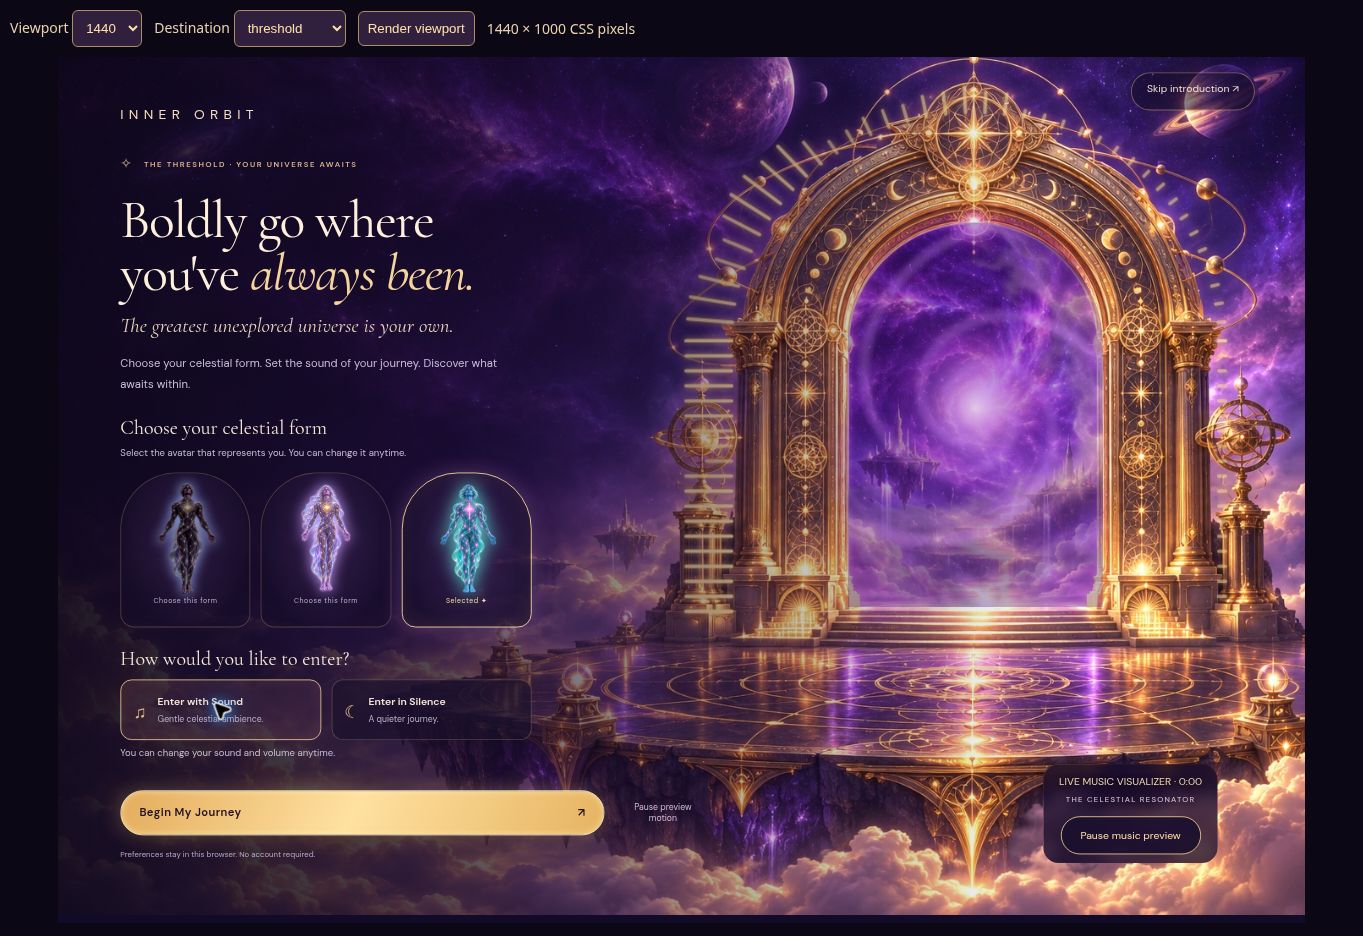 Viewport 1440 Destination threshold Render viewport 1440 × 1000 CSS pixels
Skip introduction ↗
INNER ORBIT
✧ THE THRESHOLD · YOUR UNIVERSE AWAITS
Boldly go where
you've always been.
The greatest unexplored universe is your own.
Choose your celestial form. Set the sound of your journey. Discover what
awaits within.
Choose your celestial form
Select the avatar that represents you. You can change it anytime.
Choose this form
Choose this form
Selected ✦
How would you like to enter?
♫ Enter with Sound
Gentle celestial ambience.
☾ Enter in Silence
A quieter journey.
You can change your sound and volume anytime.
Begin My Journey ↗
Pause preview
motion
Preferences stay in this browser. No account required.
LIVE MUSIC VISUALIZER · 0:00
THE CELESTIAL RESONATOR
Pause music preview